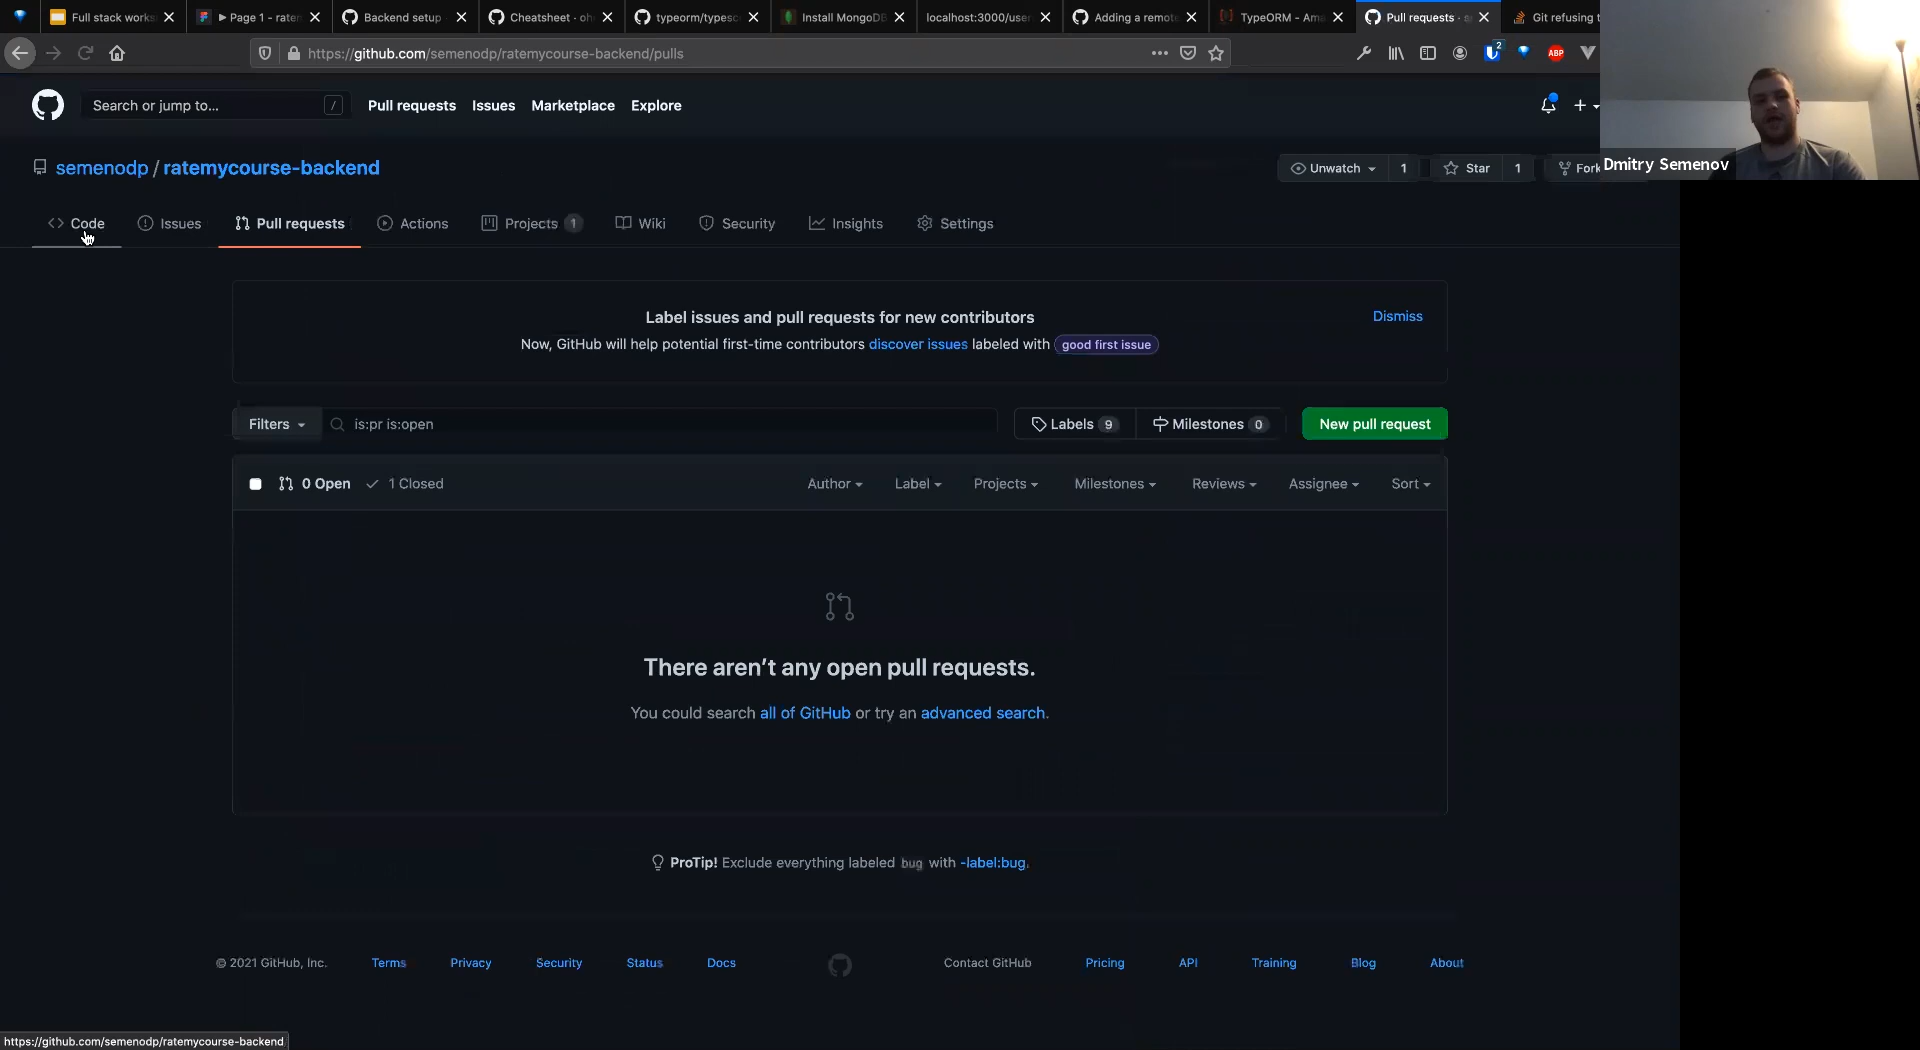 Full stack works
Page 1 - rater
Backend setup
Cheatsheet - oh
typeorm/typesc
Install MongoDB
localhost:3000/user
Adding a remot
TypeORM - Ama
Pull requests · s
Git refusing t
https://github.com/semenodp/ratemycourse-backend/pulls
2
ABP
Search or jump to...
/
Pull requests
Issues
Marketplace
Explore
Dmitry Semenov
semenodp / ratemycourse-backend
Unwatch
1
Star
1
Fork
Code
Issues
Pull requests
Actions
Projects 1
Wiki
Security
Insights
Settings
Label issues and pull requests for new contributors
Dismiss
Now, GitHub will help potential first-time contributors discover issues labeled with good first issue
Filters
is:pr is:open
Labels 9
Milestones 0
New pull request
0 Open
1 Closed
Author
Label
Projects
Milestones
Reviews
Assignee
Sort
There aren't any open pull requests.
You could search all of GitHub or try an advanced search.
ProTip! Exclude everything labeled bug with -label:bug.
© 2021 GitHub, Inc.
Terms
Privacy
Security
Status
Docs
Contact GitHub
Pricing
API
Training
Blog
About
https://github.com/semenodp/ratemycourse-backend